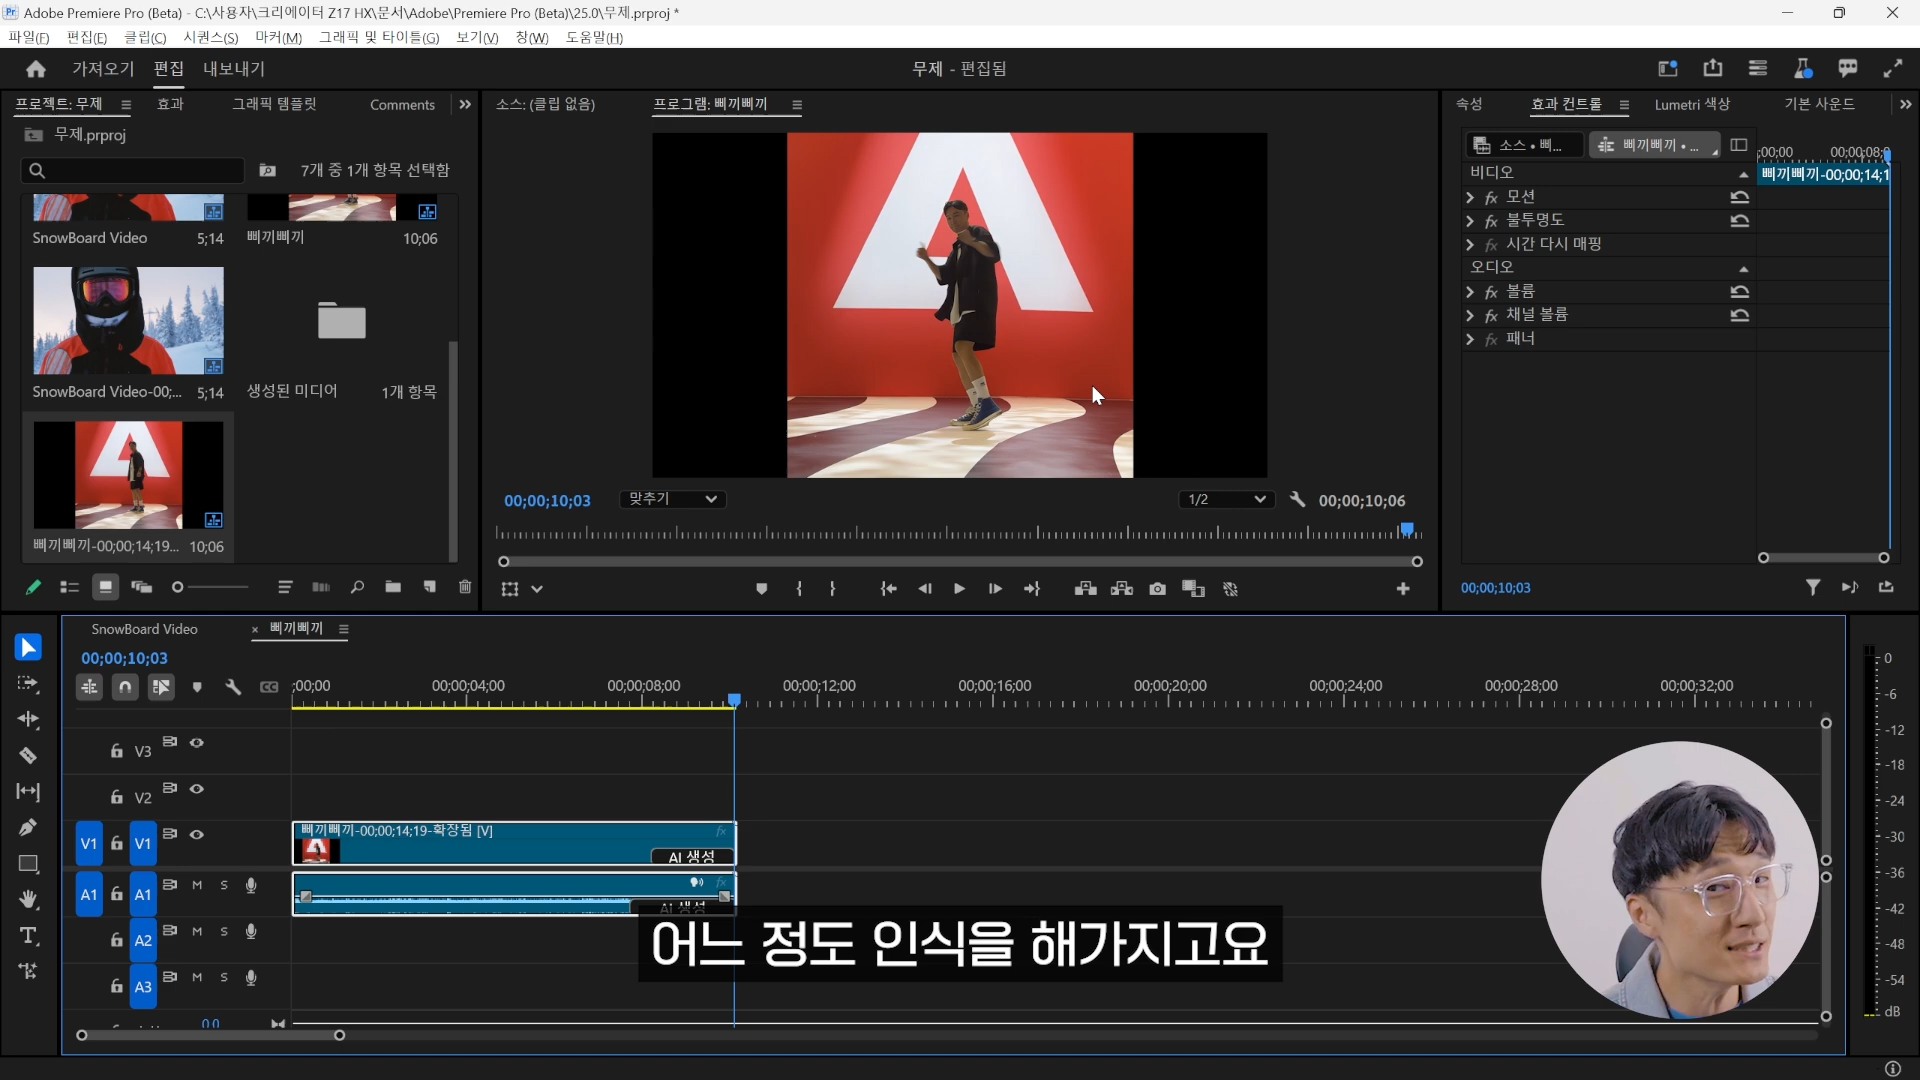 Adobe Premiere Pro (Beta) - C:\사용자\크리에이터 Z17 HX\문서\Adobe\Premiere Pro (Beta)\25.0\무제.prproj *
파일(F) 편집(E) 클립(C) 시퀀스(S) 마커(M) 그래픽 및 타이틀(G) 보기(V) 창(W) 도움말(H)
가져오기 편집 내보내기 무제 - 편집됨
프로젝트: 무제 효과 그래픽 템플릿 Comments
무제.prproj
7개 중 1개 항목 선택함
SnowBoard Video 5;14 삐끼삐끼 10;06
SnowBoard Video-00;... 5;14 생성된 미디어 1개 항목
삐끼삐끼-00;00;14;19... 10;06
소스: (클립 없음) 프로그램: 삐끼삐끼
00;00;10;03 맞추기 1/2 00;00;10;06
속성 효과 컨트롤 Lumetri 색상 기본 사운드
소스 • 삐... 삐끼삐끼 • ... ;00;00 00;00;08;0
비디오 삐끼삐끼-00;00;14;1
fx 모션
fx 불투명도
fx 시간 다시 매핑
오디오
fx 볼륨
fx 채널 볼륨
fx 패너
00;00;10;03
SnowBoard Video × 삐끼삐끼
00;00;10;03
;00;00 00;00;04;00 00;00;08;00 00;00;12;00 00;00;16;00 00;00;20;00 00;00;24;00 00;00;28;00 00;00;32;00
V3
V2
V1 V1 삐끼삐끼-00;00;14;19-확장됨 [V] fx
AI 생성
A1 A1 M S fx
AI 생성
A2 M S
A3 M S
0.0
어느 정도 인식을 해가지고요
0
-6
-12
-18
-24
-30
-36
-42
-48
-54
dB